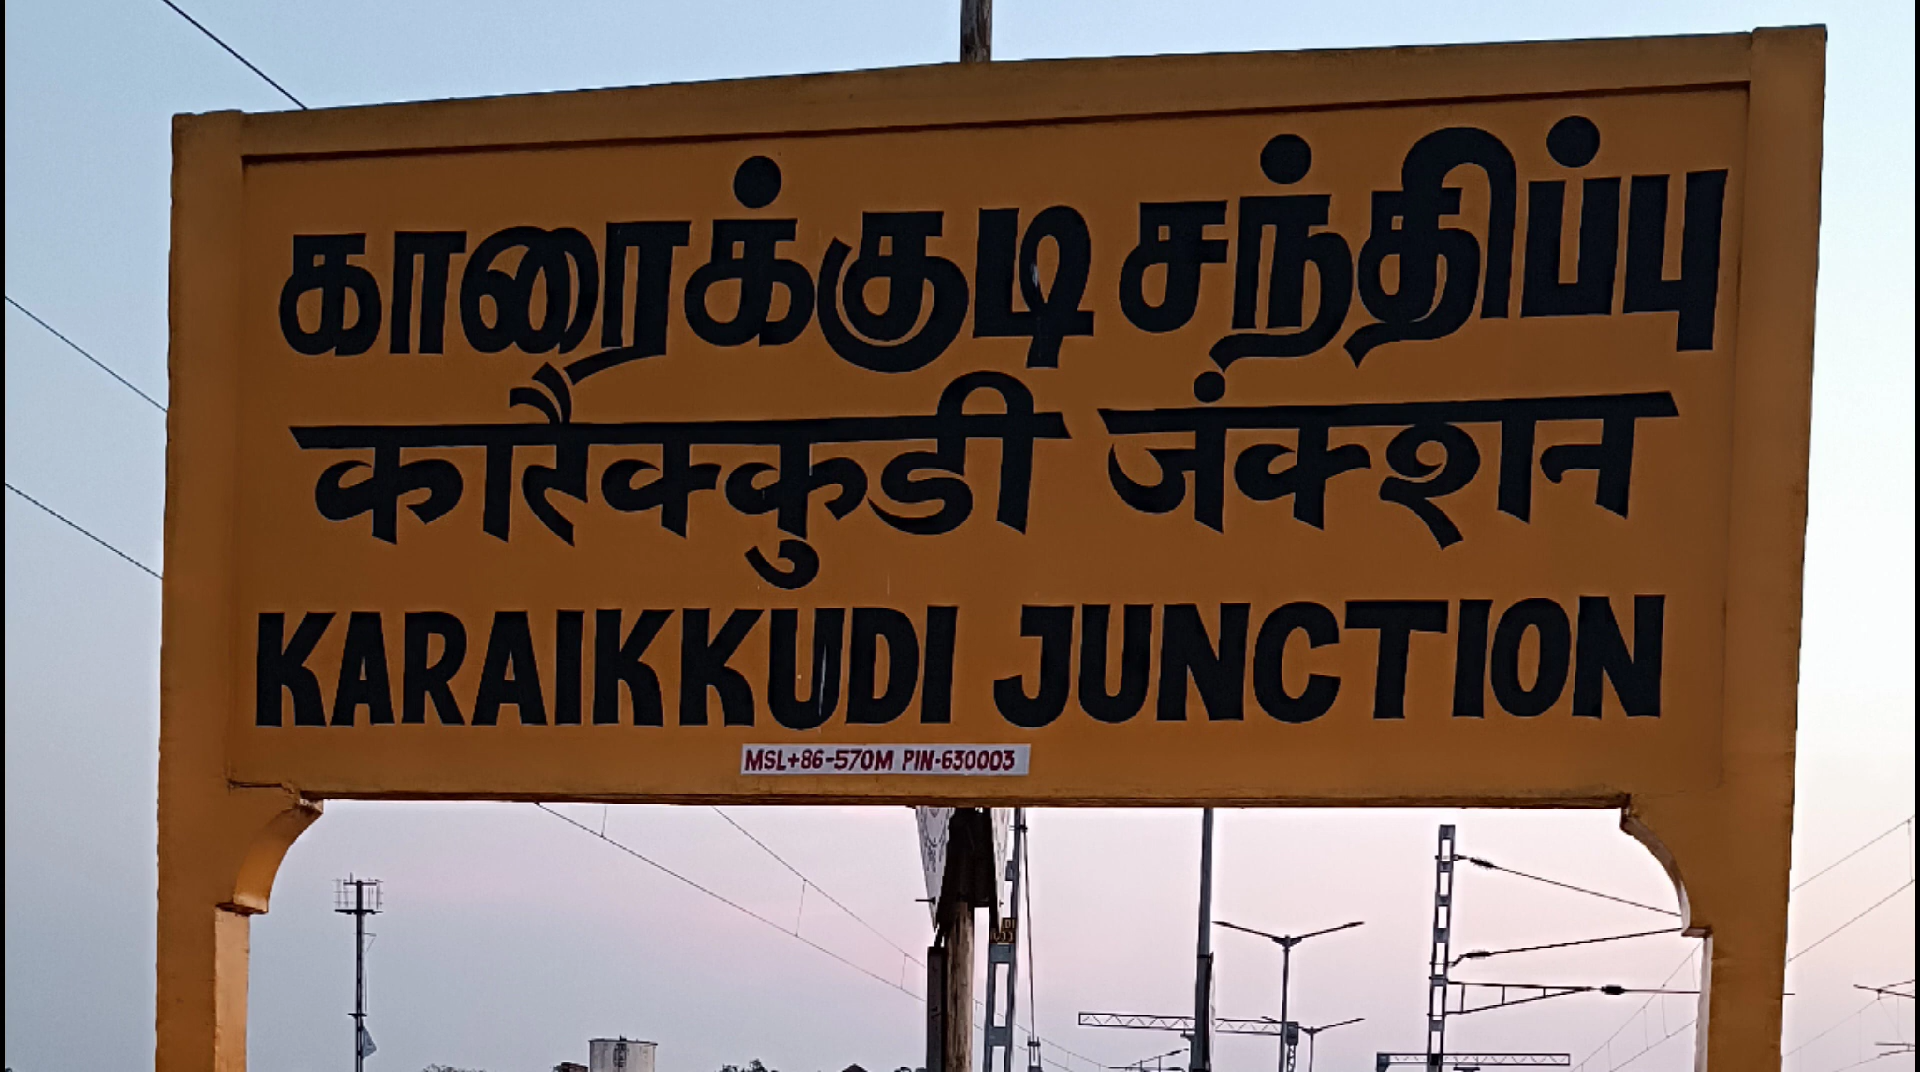 காரைக்குடி சந்திப்பு
कारैक्कुडी जंक्शन
KARAIKKUDI JUNCTION
MSL+86-570M PIN-630003